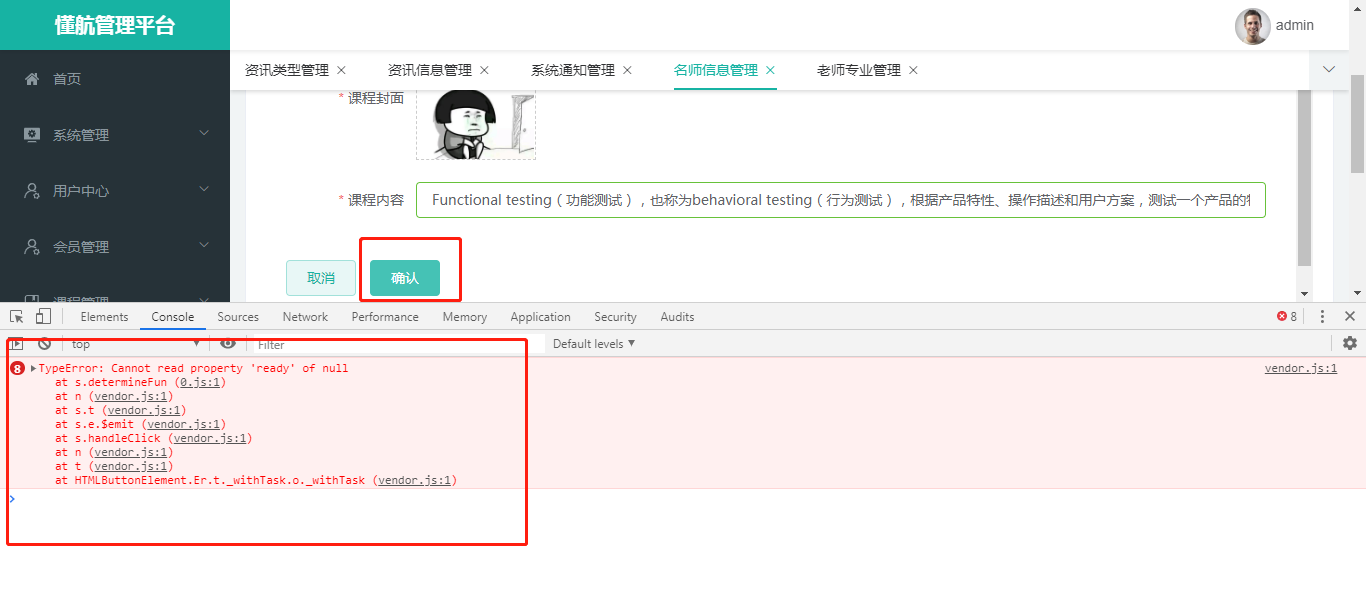 懂航管理平台
admin
首页
系统管理
用户中心
会员管理
课程管理
资讯类型管理 ×
资讯信息管理 ×
系统通知管理 ×
名师信息管理 ×
老师专业管理 ×
* 课程封面
* 课程内容
Functional testing（功能测试），也称为behavioral testing（行为测试），根据产品特性、操作描述和用户方案，测试一个产品的
取消
确认
Elements Console Sources Network Performance Memory Application Security Audits 8
top Filter Default levels ▼
8 TypeError: Cannot read property 'ready' of null vendor.js:1
at s.determineFun (0.js:1)
at n (vendor.js:1)
at s.t (vendor.js:1)
at s.e.$emit (vendor.js:1)
at s.handleClick (vendor.js:1)
at n (vendor.js:1)
at t (vendor.js:1)
at HTMLButtonElement.Er.t._withTask.o._withTask (vendor.js:1)